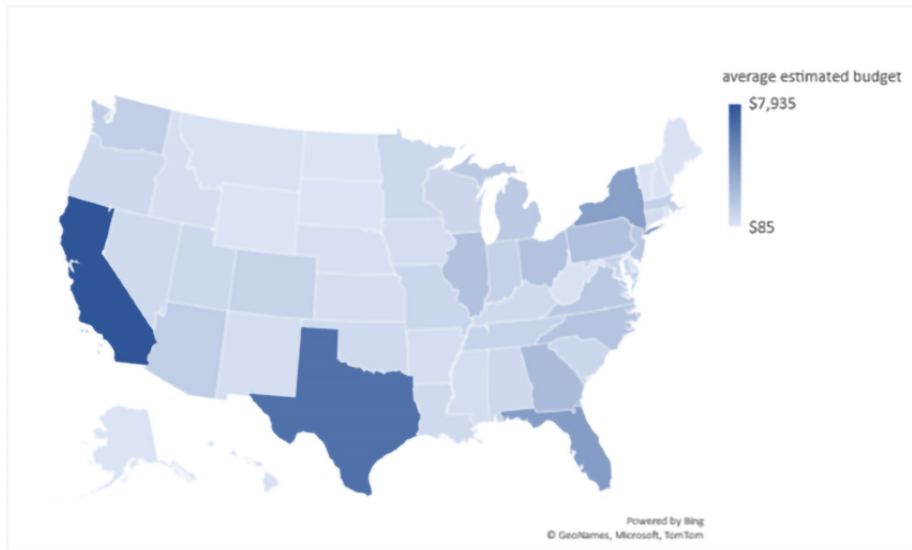 average estimated budget
$7,935
$85
Powered by Bing
© GeoNames, Microsoft, TomTom